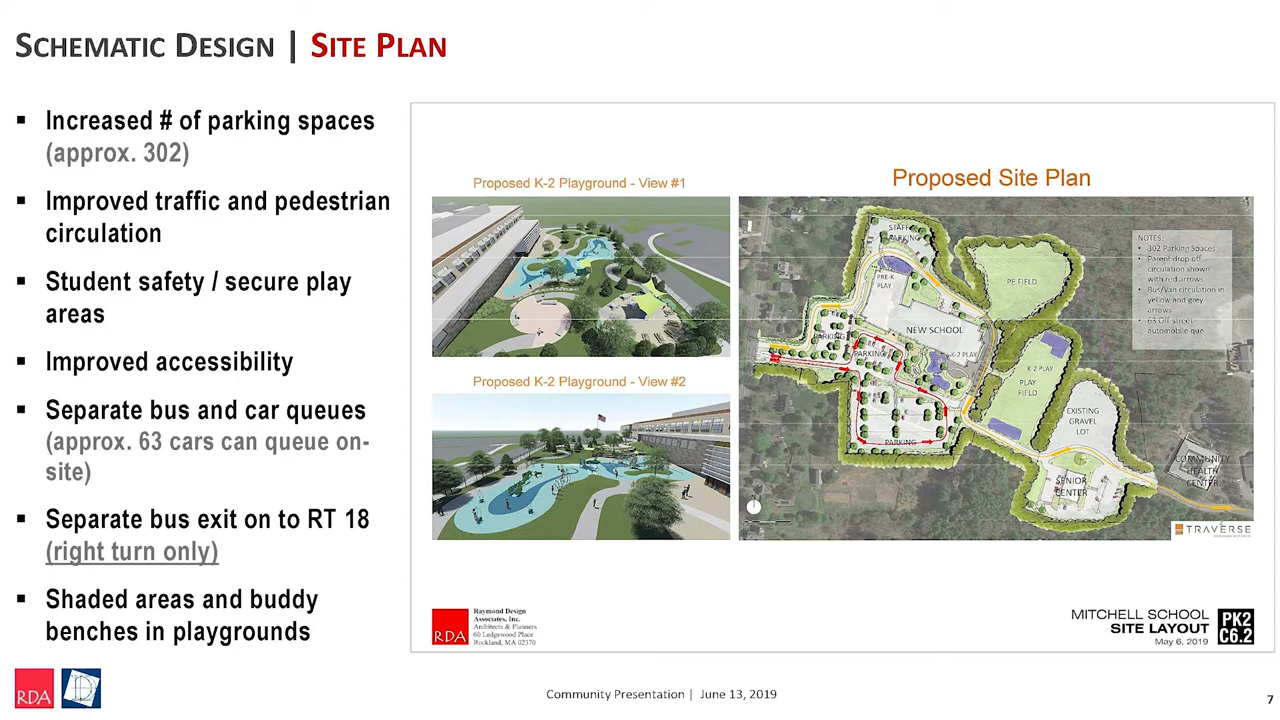 SCHEMATIC DESIGN | SITE PLAN
▪ Increased # of parking spaces
(approx. 302)
▪ Improved traffic and pedestrian
circulation
▪ Student safety / secure play
areas
▪ Improved accessibility
▪ Separate bus and car queues
(approx. 63 cars can queue on-
site)
▪ Separate bus exit on to RT 18
(right turn only)
▪ Shaded areas and buddy
benches in playgrounds
Proposed K-2 Playground - View #1
Proposed K-2 Playground - View #2
Proposed Site Plan
STAFF
PARKING
PRE-K
PLAY
PE FIELD
NEW SCHOOL
PARKING
PARKING
K-2 PLAY
K-2 PLAY
PLAY
FIELD
PARKING
EXISTING
GRAVEL
LOT
SENIOR
CENTER
COMMUNITY
HEALTH
CENTER
NOTES:
• 302 Parking Spaces
• Parent drop off
circulation shown
with red arrows
• Bus/Van circulation in
yellow and grey
arrows
• 63 Off street
automobile que
TRAVERSE
RDA
Raymond Design
Associates, Inc.
Architects & Planners
60 Ledgewood Place
Rockland, MA 02370
MITCHELL SCHOOL
SITE LAYOUT
May 6, 2019
PK2
C6.2
RDA
Community Presentation | June 13, 2019
7